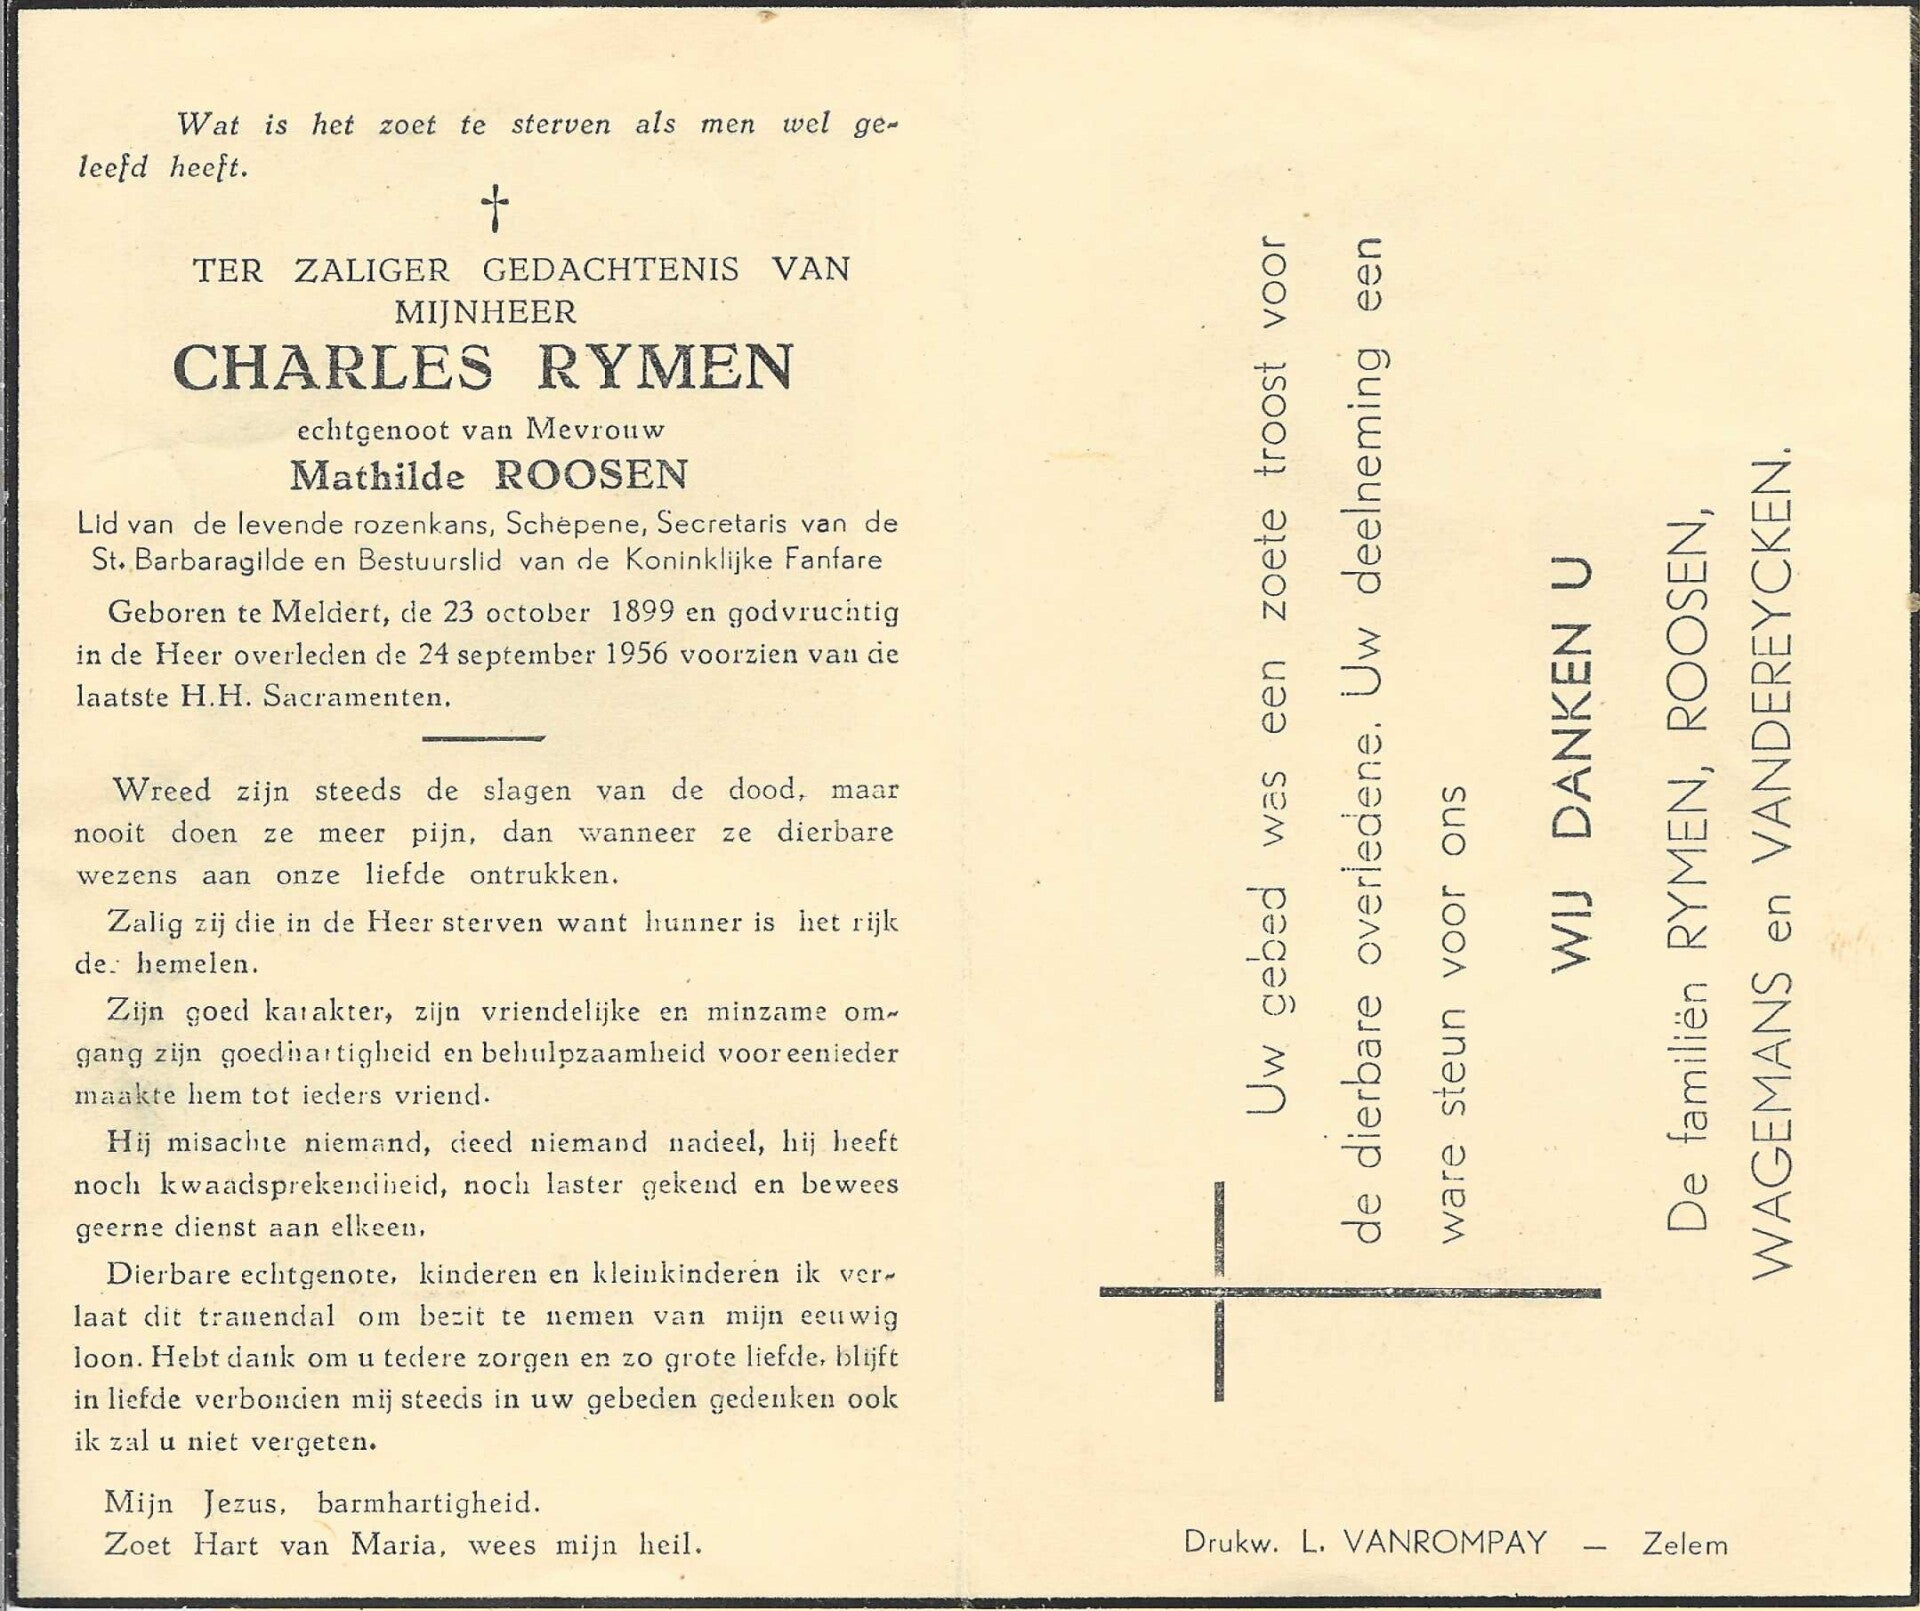 Wat is het zoet te sterven als men wel ge-
leefd heeft.
TER ZALIGER GEDACHTENIS VAN
MIJNHEER
CHARLES RYMEN
echtgenoot van Mevrouw
Mathilde ROOSEN
Lid van de levende rozenkans, Schepene, Secretaris van de
St. Barbaragilde en Bestuurslid van de Koninklijke Fanfare
Geboren te Meldert, de 23 october 1899 en godvruchtig
in de Heer overleden de 24 september 1956 voorzien van de
laatste H.H. Sacramenten.
Wreed zijn steeds de slagen van de dood, maar
nooit doen ze meer pijn, dan wanneer ze dierbare
wezens aan onze liefde ontrukken.
Zalig zij die in de Heer sterven want hunner is het rijk
der hemelen.
Zijn goed karakter, zijn vriendelijke en minzame om-
gang zijn goedhartigheid en behulpzaamheid voor eenieder
maakte hem tot ieders vriend.
Hij misachte niemand, deed niemand nadeel, hij heeft
noch kwaadsprekendheid, noch laster gekend en bewees
geerne dienst aan elkeen.
Dierbare echtgenote, kinderen en kleinkinderen ik ver-
laat dit tranendal om bezit te nemen van mijn eeuwig
loon. Hebt dank om u tedere zorgen en zo grote liefde, blijft
in liefde verbonden mij steeds in uw gebeden gedenken ook
ik zal u niet vergeten.
Mijn Jezus, barmhartigheid.
Zoet Hart van Maria, wees mijn heil.
Uw gebed was een zoete troost voor
de dierbare overledene. Uw deelneming een
ware steun voor ons
WIJ DANKEN U
De familiën RYMEN, ROOSEN,
WAGEMANS en VANDEREYCKEN.
Drukw. L. VANROMPAY — Zelem